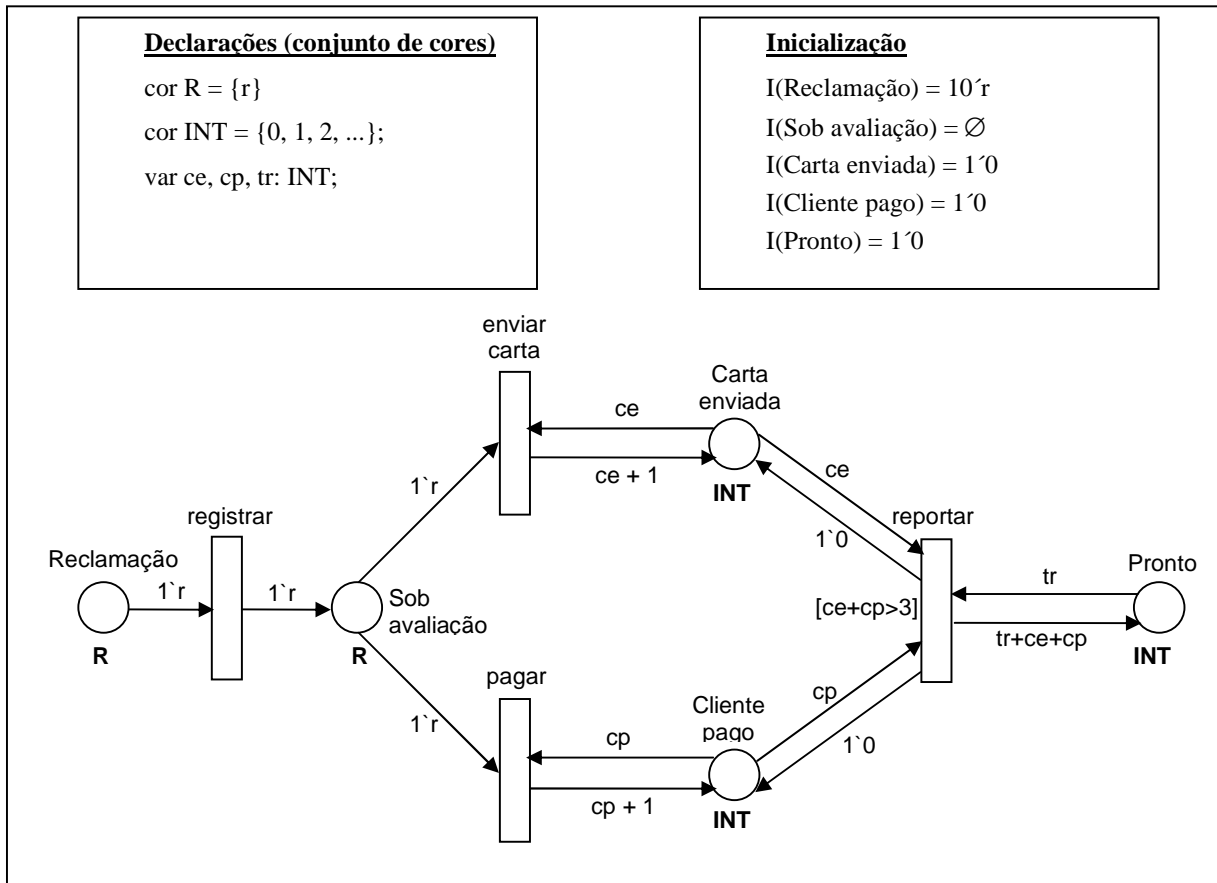 Declarações (conjunto de cores)
cor R = {r}
cor INT = {0, 1, 2, ...};
var ce, cp, tr: INT;
Inicialização
I(Reclamação) = 10´r
I(Sob avaliação) = ∅
I(Carta enviada) = 1´0
I(Cliente pago) = 1´0
I(Pronto) = 1´0
enviar
carta
Carta
enviada
ce
ce + 1
INT
ce
1`r
registrar
reportar
1`0
Reclamação
Pronto
1`r
1`r
Sob
avaliação
[ce+cp>3]
tr
tr+ce+cp
R
R
INT
pagar
1`r
Cliente
pago
cp
1`0
cp
cp + 1
INT